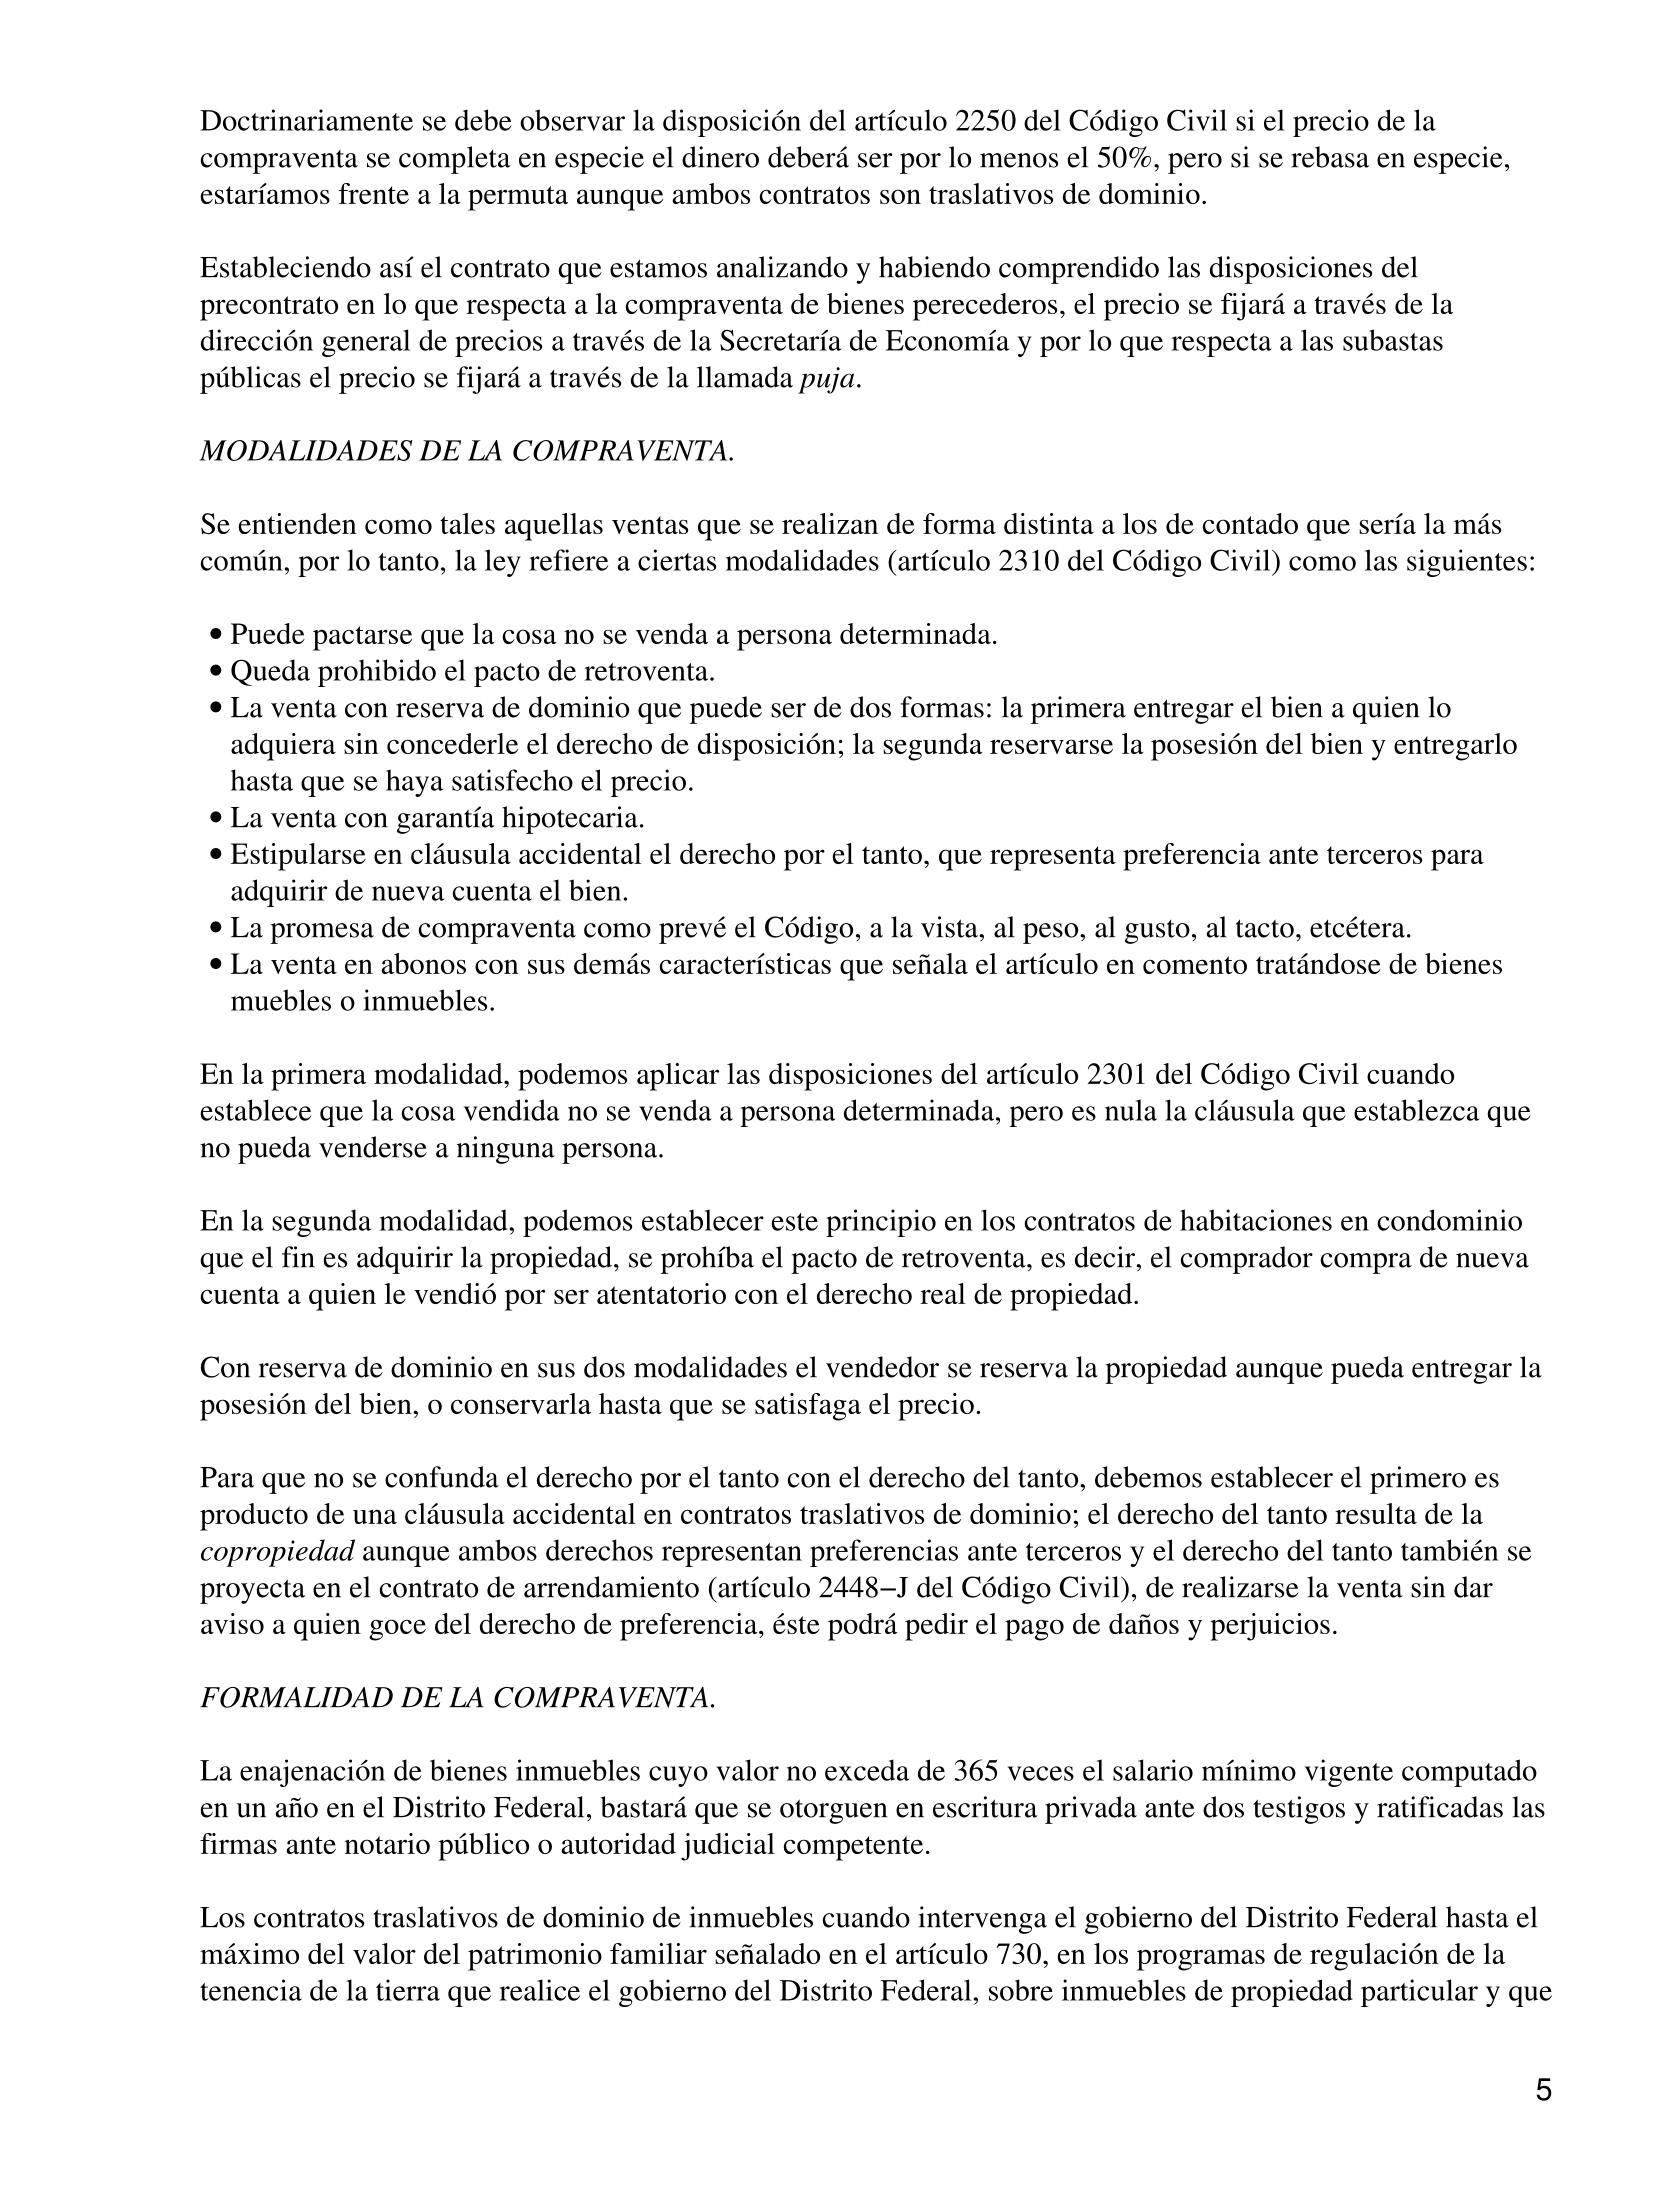 Doctrinariamente se debe observar la disposición del artículo 2250 del Código Civil si el precio de la
compraventa se completa en especie el dinero deberá ser por lo menos el 50%, pero si se rebasa en especie,
estaríamos frente a la permuta aunque ambos contratos son traslativos de dominio.
Estableciendo así el contrato que estamos analizando y habiendo comprendido las disposiciones del
precontrato en lo que respecta a la compraventa de bienes perecederos, el precio se fijará a través de la
dirección general de precios a través de la Secretaría de Economía y por lo que respecta a las subastas
públicas el precio se fijará a través de la llamada puja.
MODALIDADES DE LA COMPRAVENTA.
Se entienden como tales aquellas ventas que se realizan de forma distinta a los de contado que sería la más
común, por lo tanto, la ley refiere a ciertas modalidades (artículo 2310 del Código Civil) como las siguientes:
• Puede pactarse que la cosa no se venda a persona determinada.
• Queda prohibido el pacto de retroventa.
• La venta con reserva de dominio que puede ser de dos formas: la primera entregar el bien a quien lo
adquiera sin concederle el derecho de disposición; la segunda reservarse la posesión del bien y entregarlo
hasta que se haya satisfecho el precio.
• La venta con garantía hipotecaria.
• Estipularse en cláusula accidental el derecho por el tanto, que representa preferencia ante terceros para
adquirir de nueva cuenta el bien.
• La promesa de compraventa como prevé el Código, a la vista, al peso, al gusto, al tacto, etcétera.
• La venta en abonos con sus demás características que señala el artículo en comento tratándose de bienes
muebles o inmuebles.
En la primera modalidad, podemos aplicar las disposiciones del artículo 2301 del Código Civil cuando
establece que la cosa vendida no se venda a persona determinada, pero es nula la cláusula que establezca que
no pueda venderse a ninguna persona.
En la segunda modalidad, podemos establecer este principio en los contratos de habitaciones en condominio
que el fin es adquirir la propiedad, se prohíba el pacto de retroventa, es decir, el comprador compra de nueva
cuenta a quien le vendió por ser atentatorio con el derecho real de propiedad.
Con reserva de dominio en sus dos modalidades el vendedor se reserva la propiedad aunque pueda entregar la
posesión del bien, o conservarla hasta que se satisfaga el precio.
Para que no se confunda el derecho por el tanto con el derecho del tanto, debemos establecer el primero es
producto de una cláusula accidental en contratos traslativos de dominio; el derecho del tanto resulta de la
copropiedad aunque ambos derechos representan preferencias ante terceros y el derecho del tanto también se
proyecta en el contrato de arrendamiento (artículo 2448−J del Código Civil), de realizarse la venta sin dar
aviso a quien goce del derecho de preferencia, éste podrá pedir el pago de daños y perjuicios.
FORMALIDAD DE LA COMPRAVENTA.
La enajenación de bienes inmuebles cuyo valor no exceda de 365 veces el salario mínimo vigente computado
en un año en el Distrito Federal, bastará que se otorguen en escritura privada ante dos testigos y ratificadas las
firmas ante notario público o autoridad judicial competente.
Los contratos traslativos de dominio de inmuebles cuando intervenga el gobierno del Distrito Federal hasta el
máximo del valor del patrimonio familiar señalado en el artículo 730, en los programas de regulación de la
tenencia de la tierra que realice el gobierno del Distrito Federal, sobre inmuebles de propiedad particular y que
5